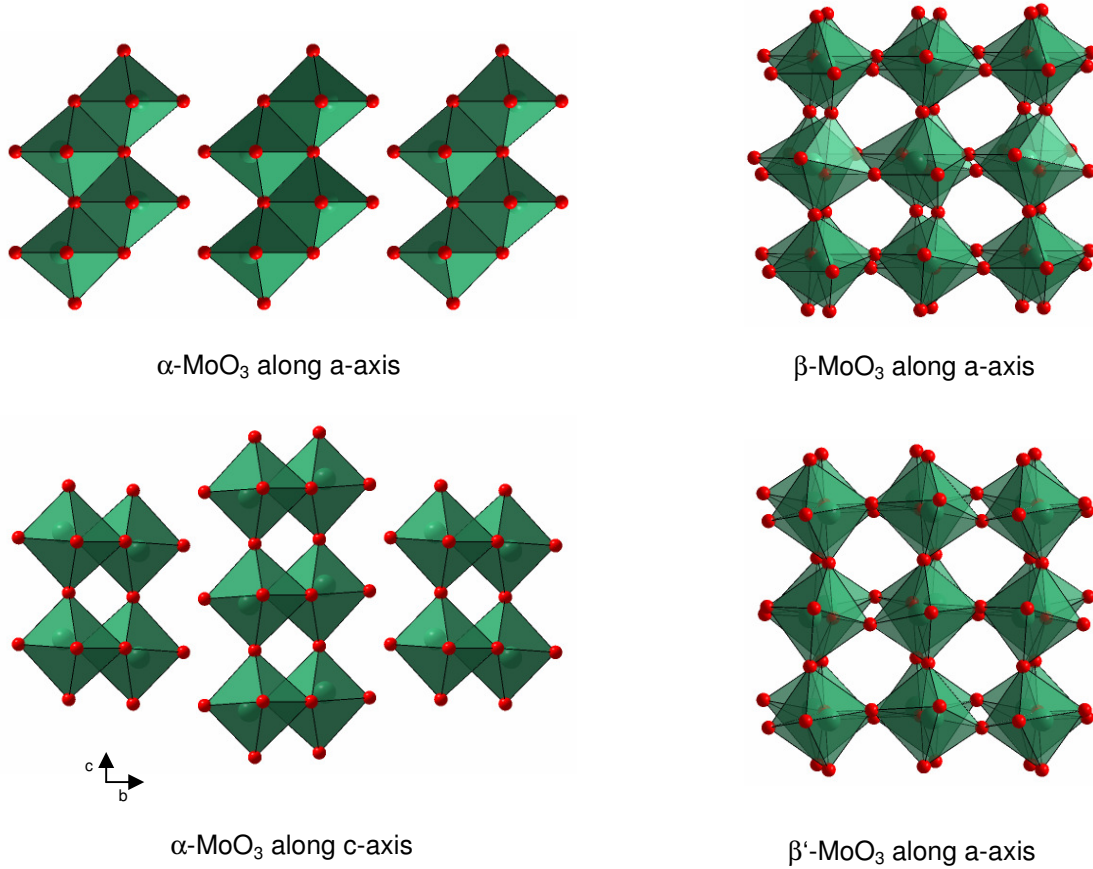 α-MoO₃ along a-axis
β-MoO₃ along a-axis
c
b
α-MoO₃ along c-axis
β‘-MoO₃ along a-axis